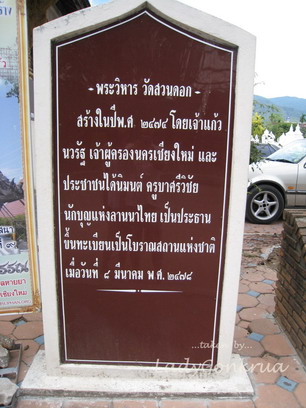 - พระวิหาร วัดสวนดอก -
สร้างในปีพ.ศ. ๒๔๗๔ โดยเจ้าแก้ว
นวรัฐ เจ้าผู้ครองนครเชียงใหม่ และ
ประชาชนได้นิมนต์ ครูบาศรีวิชัย
นักบุญแห่งลานนาไทย เป็นประธาน
ขึ้นทะเบียนเป็นโบราณสถานแห่งชาติ
เมื่อวันที่ ๘ มีนาคม พ.ศ. ๒๔๗๘
...taken by...
LadyConkrua